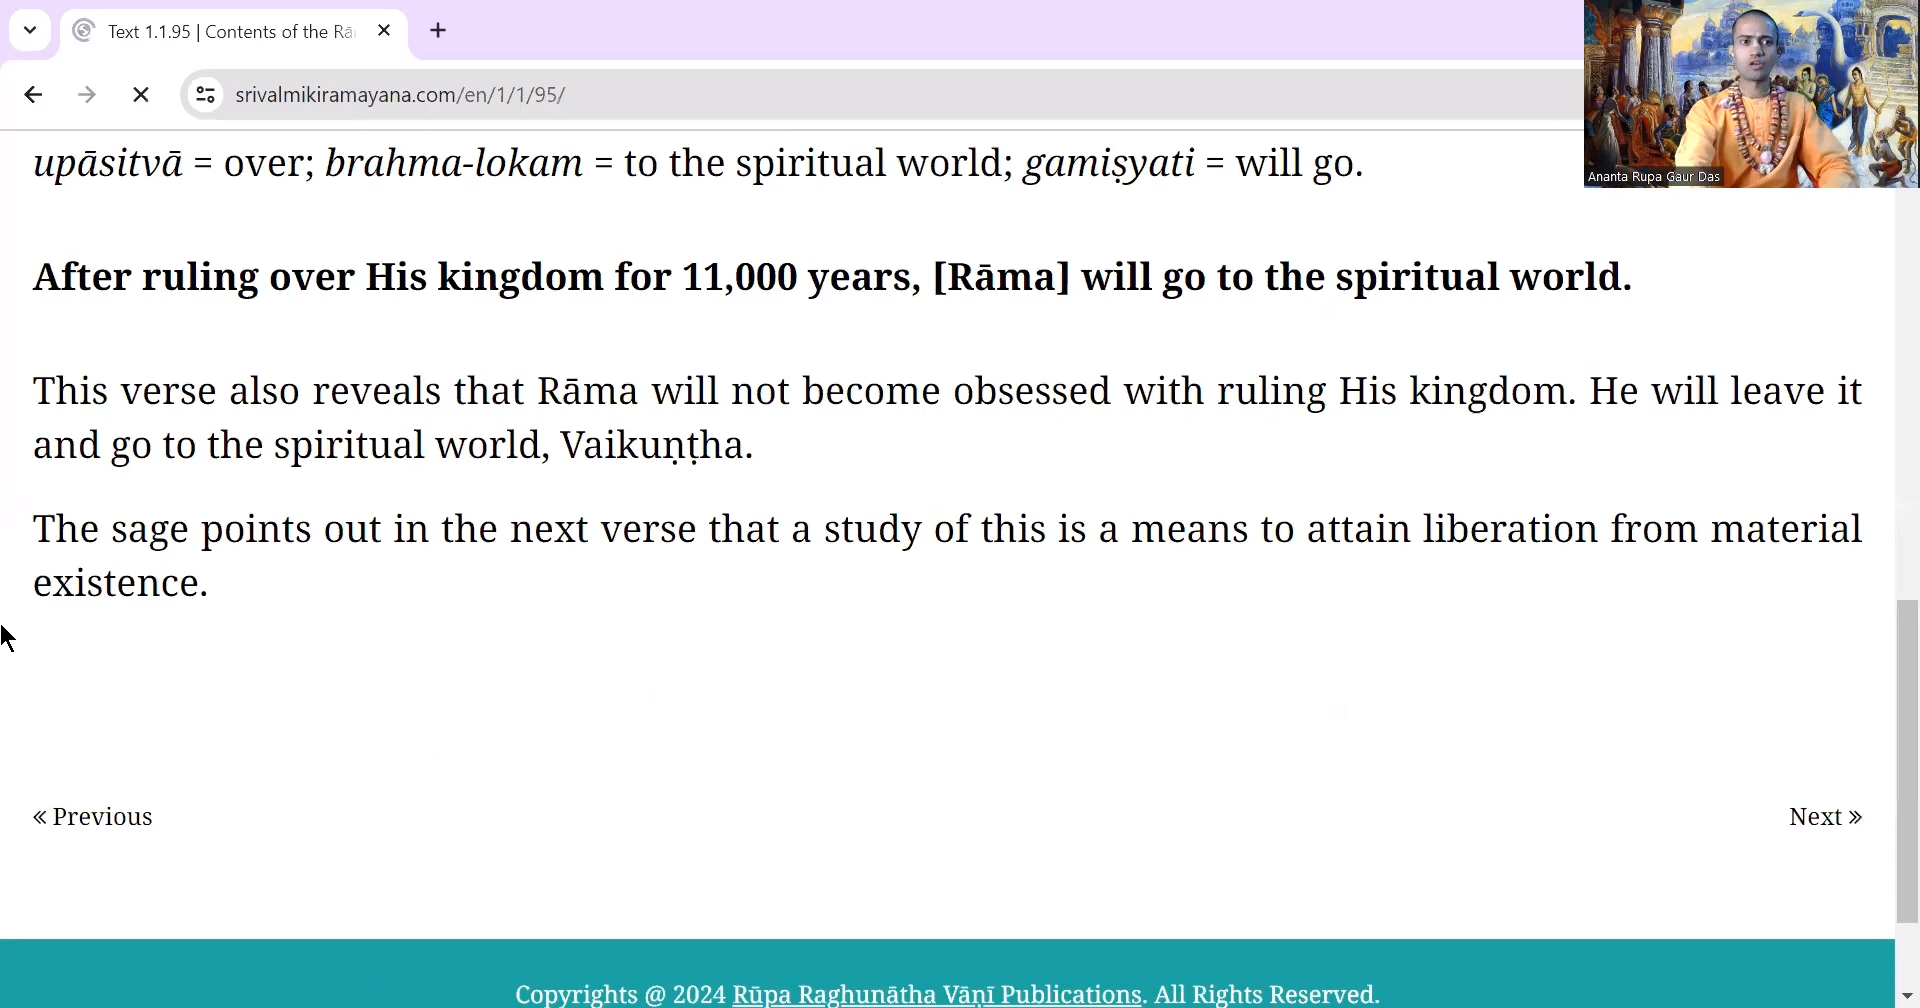 Text 1.1.95 | Contents of the Rā
srivalmikiramayana.com/en/1/1/95/
Ananta Rupa Gaur Das
upāsitvā = over; brahma-lokam = to the spiritual world; gamiṣyati = will go.
After ruling over His kingdom for 11,000 years, [Rāma] will go to the spiritual world.
This verse also reveals that Rāma will not become obsessed with ruling His kingdom. He will leave it
and go to the spiritual world, Vaikuṇṭha.
The sage points out in the next verse that a study of this is a means to attain liberation from material
existence.
« Previous
Next »
Copyrights @ 2024 Rūpa Raghunātha Vāṇī Publications. All Rights Reserved.